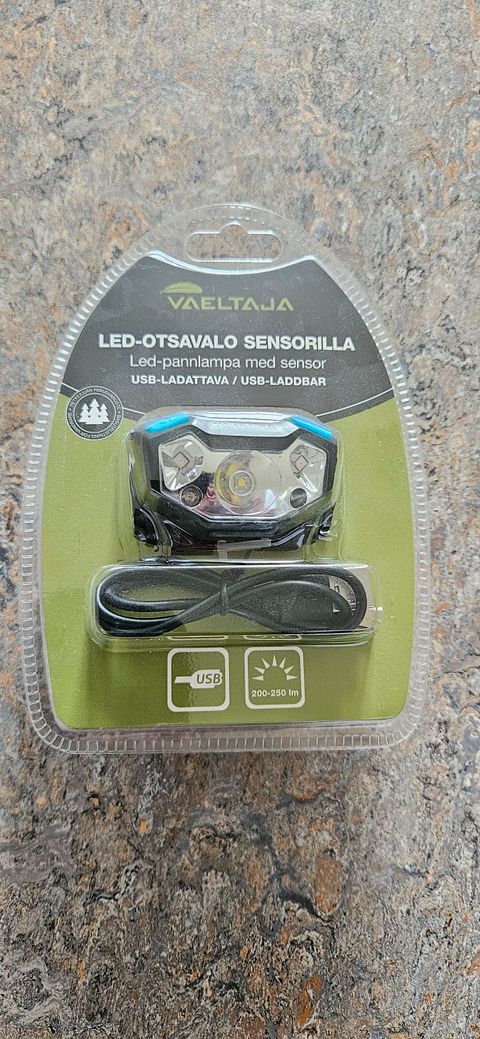 VAELTAJA
LED-OTSAVALO SENSORILLA
Led-pannlampa med sensor
USB-LADATTAVA / USB-LADDBAR
USB
200-250 lm